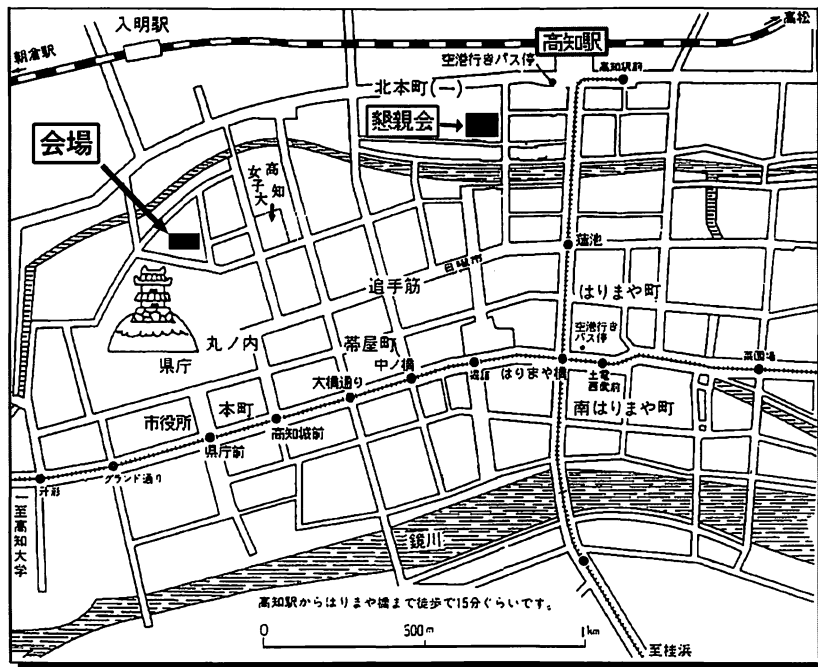 入明駅
高松
朝倉駅
高知駅
空港行きバス停
高知駅前
北本町(一)
懇親会
会場
高知
女子大
蓮池
日曜市
追手筋
はりまや町
空港行き
バス停
丸ノ内
帯屋町
県庁
中ノ橋
堀詰
はりまや橋
土電
西武前
菜園場
大橋通り
本町
市役所
南はりまや町
高知城前
県庁前
グランド通り
升形
至高知大学
鏡川
高知駅からはりまや橋まで徒歩で15分ぐらいです。
0 500m 1km
至桂浜